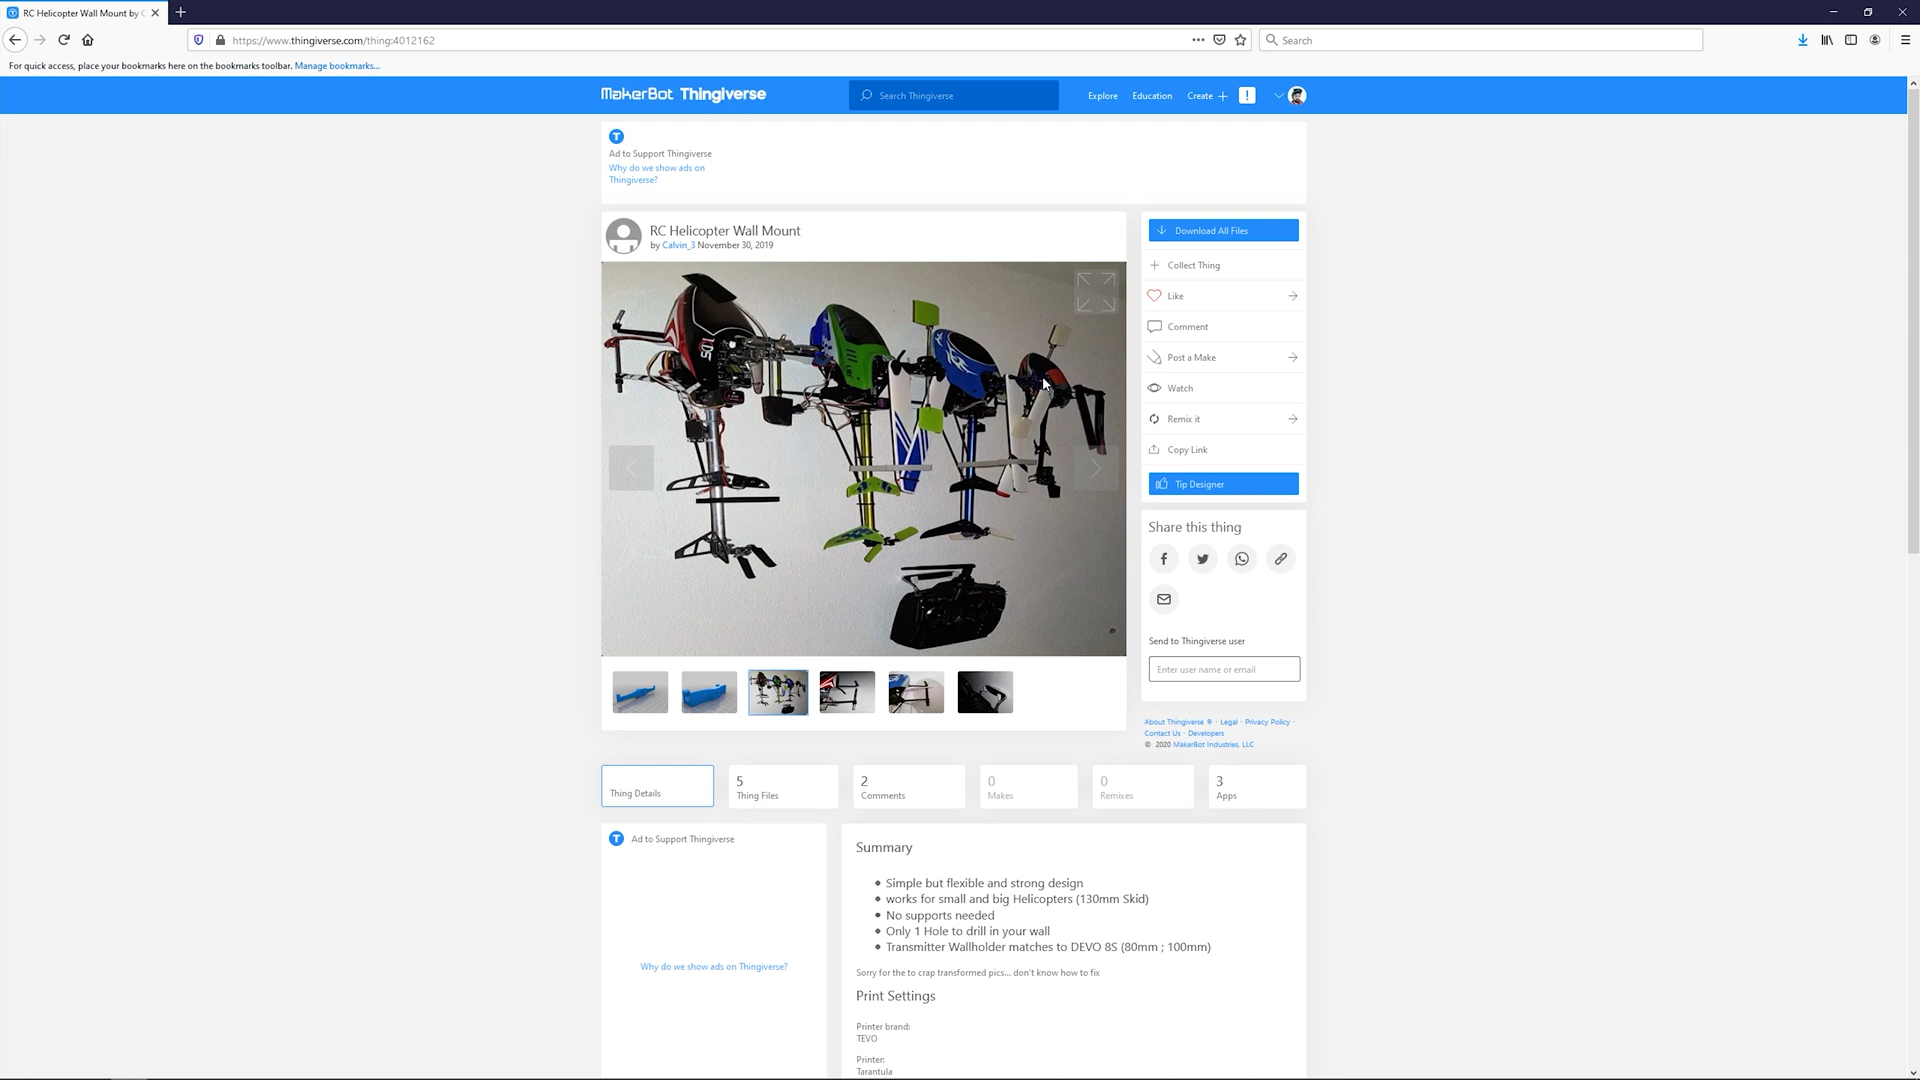 RC Helicopter Wall Mount by
https://www.thingiverse.com/thing:4012162
Search
For quick access, place your bookmarks here on the bookmarks toolbar. Manage bookmarks...
MakerBot Thingiverse
Search Thingiverse
Explore
Education
Create
Ad to Support Thingiverse
Why do we show ads on
Thingiverse?
RC Helicopter Wall Mount
by Calvin_3 November 30, 2019
Download All Files
Collect Thing
Like
Comment
Post a Make
Watch
Remix it
Copy Link
Tip Designer
Share this thing
Send to Thingiverse user
Enter user name or email
About Thingiverse ® · Legal · Privacy Policy ·
Contact Us · Developers
© 2020 MakerBot Industries, LLC
Thing Details
5
Thing Files
2
Comments
0
Makes
0
Remixes
3
Apps
Ad to Support Thingiverse
Why do we show ads on Thingiverse?
Summary
• Simple but flexible and strong design
• works for small and big Helicopters (130mm Skid)
• No supports needed
• Only 1 Hole to drill in your wall
• Transmitter Wallholder matches to DEVO 8S (80mm ; 100mm)
Sorry for the to crap transformed pics... don't know how to fix
Print Settings
Printer brand:
TEVO
Printer:
Tarantula